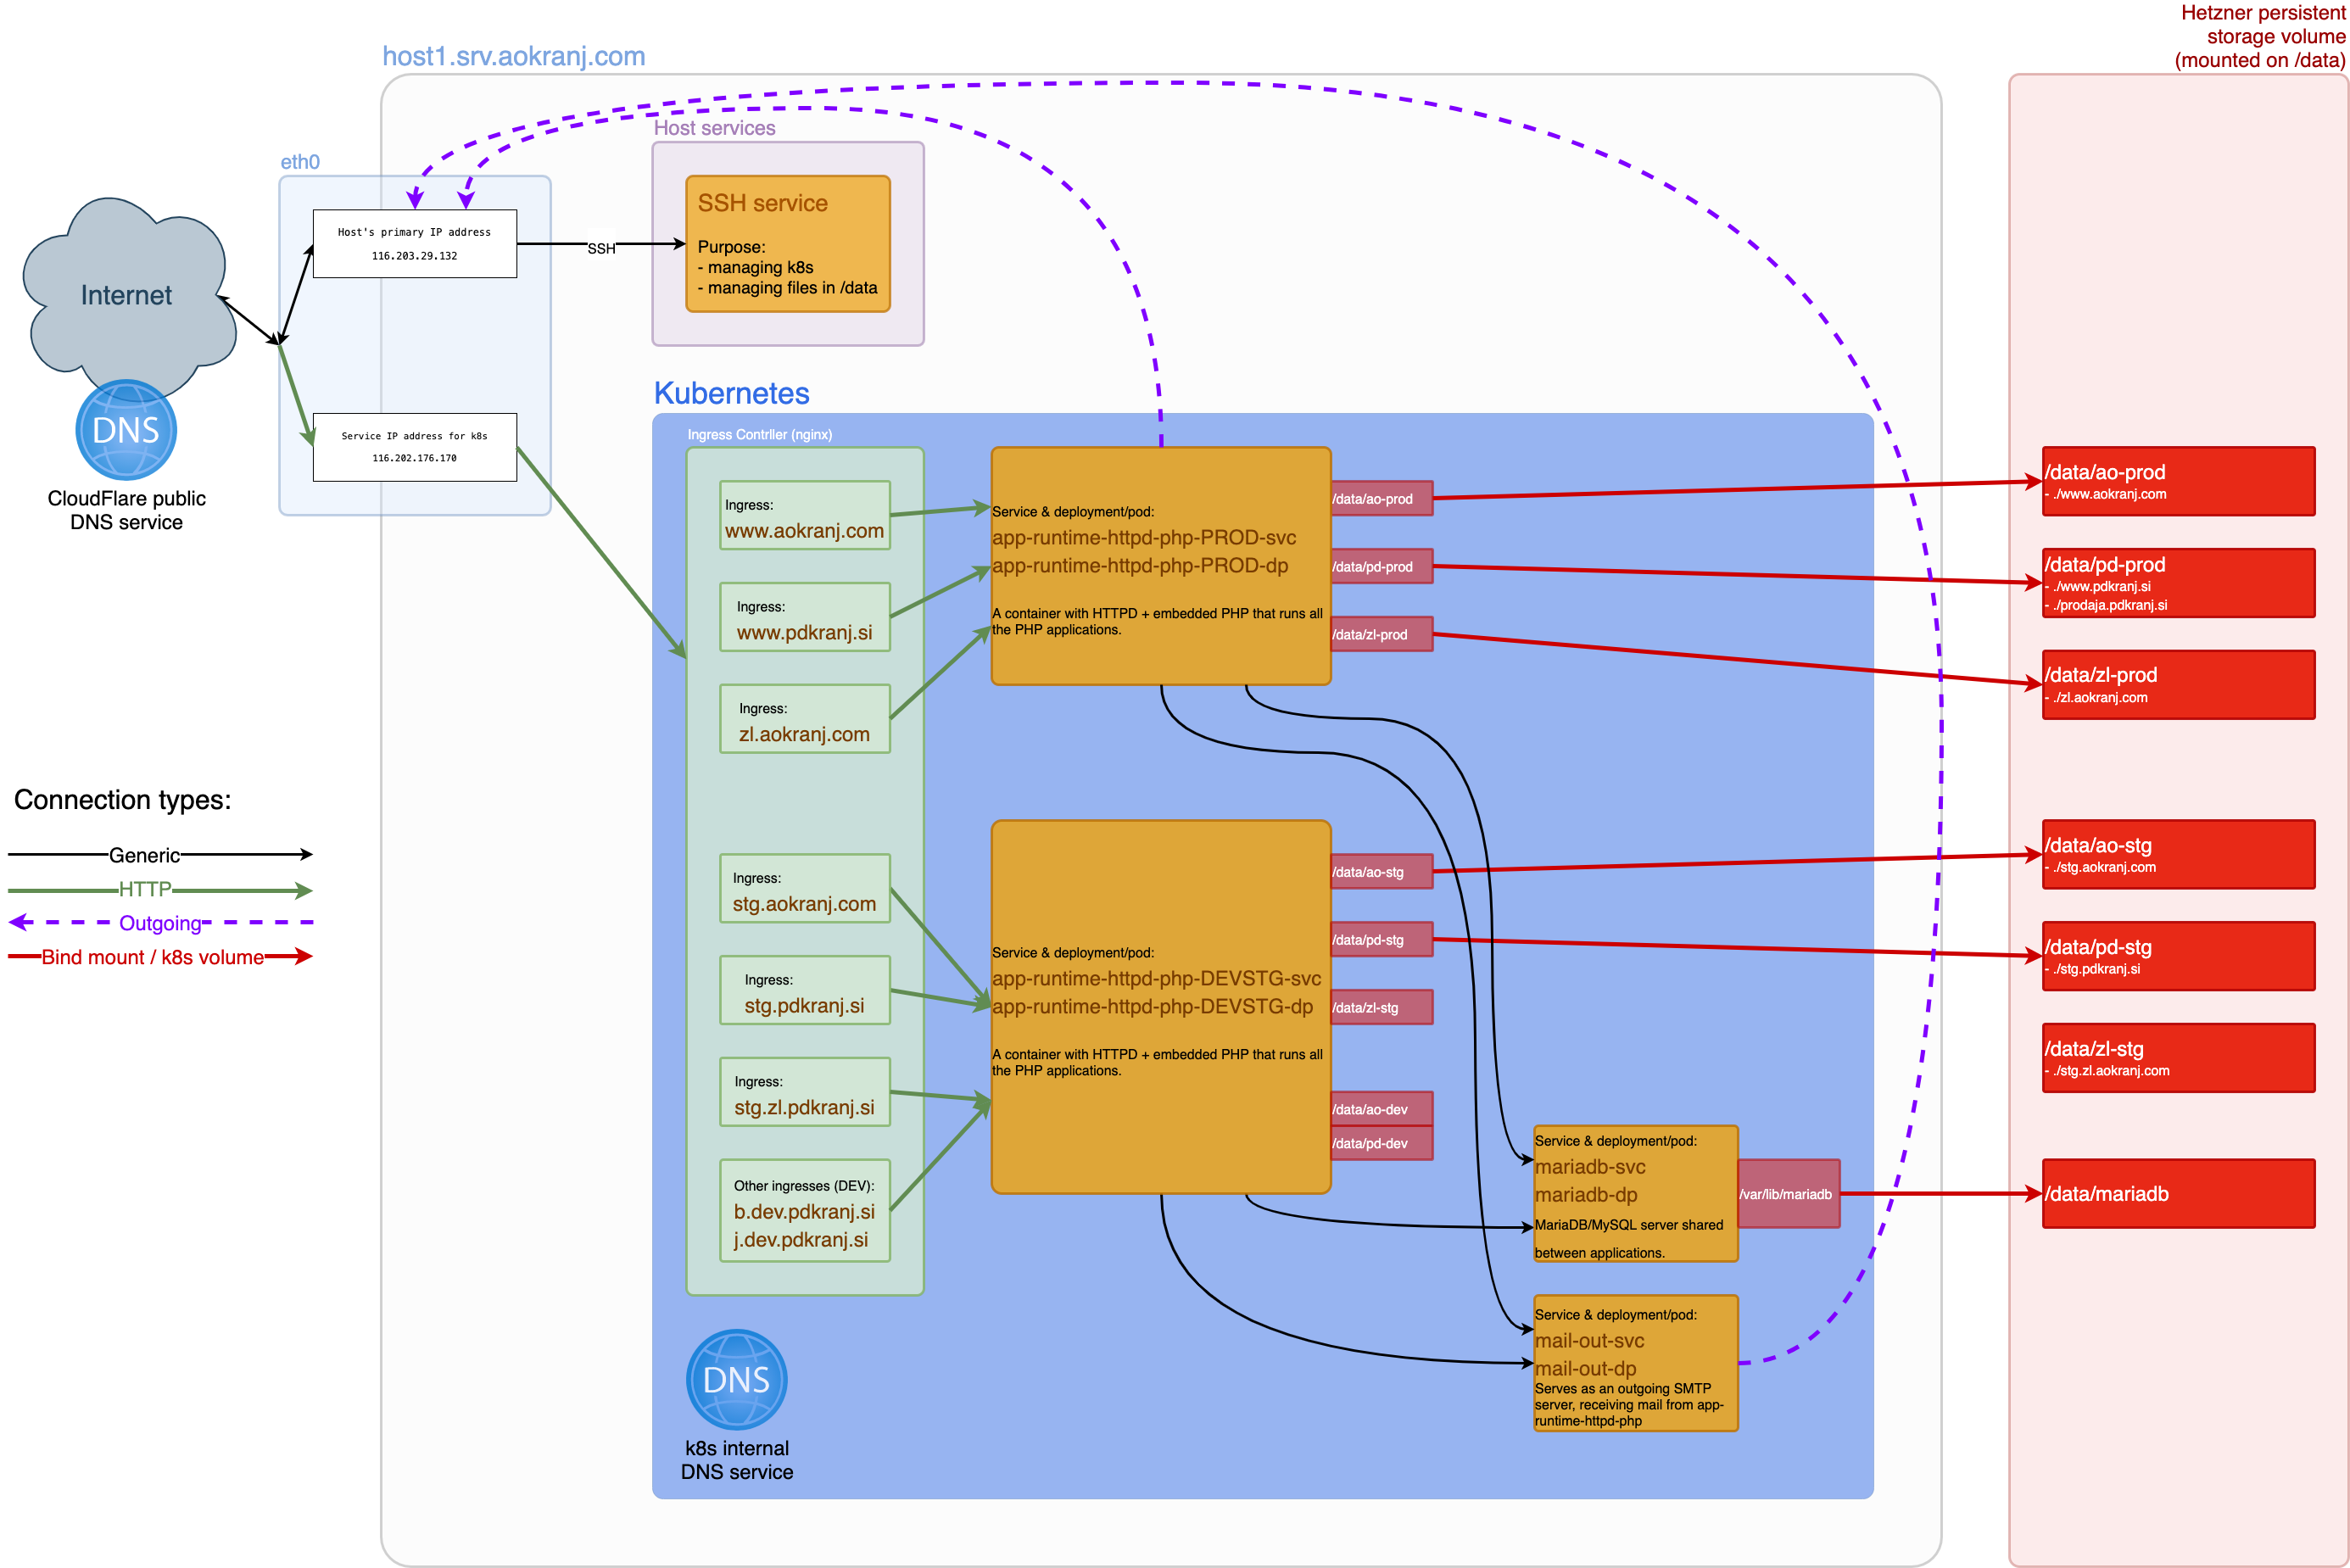 Hetzner persistent
storage volume
(mounted on /data)
host1.srv.aokranj.com
Host services
eth0
Host's primary IP address
116.203.29.132
SSH
SSH service
Purpose:
- managing k8s
- managing files in /data
Internet
DNS
CloudFlare public
DNS service
Service IP address for k8s
116.202.176.170
Kubernetes
Ingress Contrller (nginx)
Ingress:
www.aokranj.com
Ingress:
www.pdkranj.si
Ingress:
zl.aokranj.com
Ingress:
stg.aokranj.com
Ingress:
stg.pdkranj.si
Ingress:
stg.zl.pdkranj.si
Other ingresses (DEV):
b.dev.pdkranj.si
j.dev.pdkranj.si
Service & deployment/pod:
app-runtime-httpd-php-PROD-svc
app-runtime-httpd-php-PROD-dp
A container with HTTPD + embedded PHP that runs all
the PHP applications.
/data/ao-prod
/data/pd-prod
/data/zl-prod
Service & deployment/pod:
app-runtime-httpd-php-DEVSTG-svc
app-runtime-httpd-php-DEVSTG-dp
A container with HTTPD + embedded PHP that runs all
the PHP applications.
/data/ao-stg
/data/pd-stg
/data/zl-stg
/data/ao-dev
/data/pd-dev
Service & deployment/pod:
mariadb-svc
mariadb-dp
MariaDB/MySQL server shared
between applications.
/var/lib/mariadb
Service & deployment/pod:
mail-out-svc
mail-out-dp
Serves as an outgoing SMTP
server, receiving mail from app-
runtime-httpd-php
DNS
k8s internal
DNS service
/data/ao-prod
- ./www.aokranj.com
/data/pd-prod
- ./www.pdkranj.si
- ./prodaja.pdkranj.si
/data/zl-prod
- ./zl.aokranj.com
/data/ao-stg
- ./stg.aokranj.com
/data/pd-stg
- ./stg.pdkranj.si
/data/zl-stg
- ./stg.zl.aokranj.com
/data/mariadb
Connection types:
Generic
HTTP
Outgoing
Bind mount / k8s volume